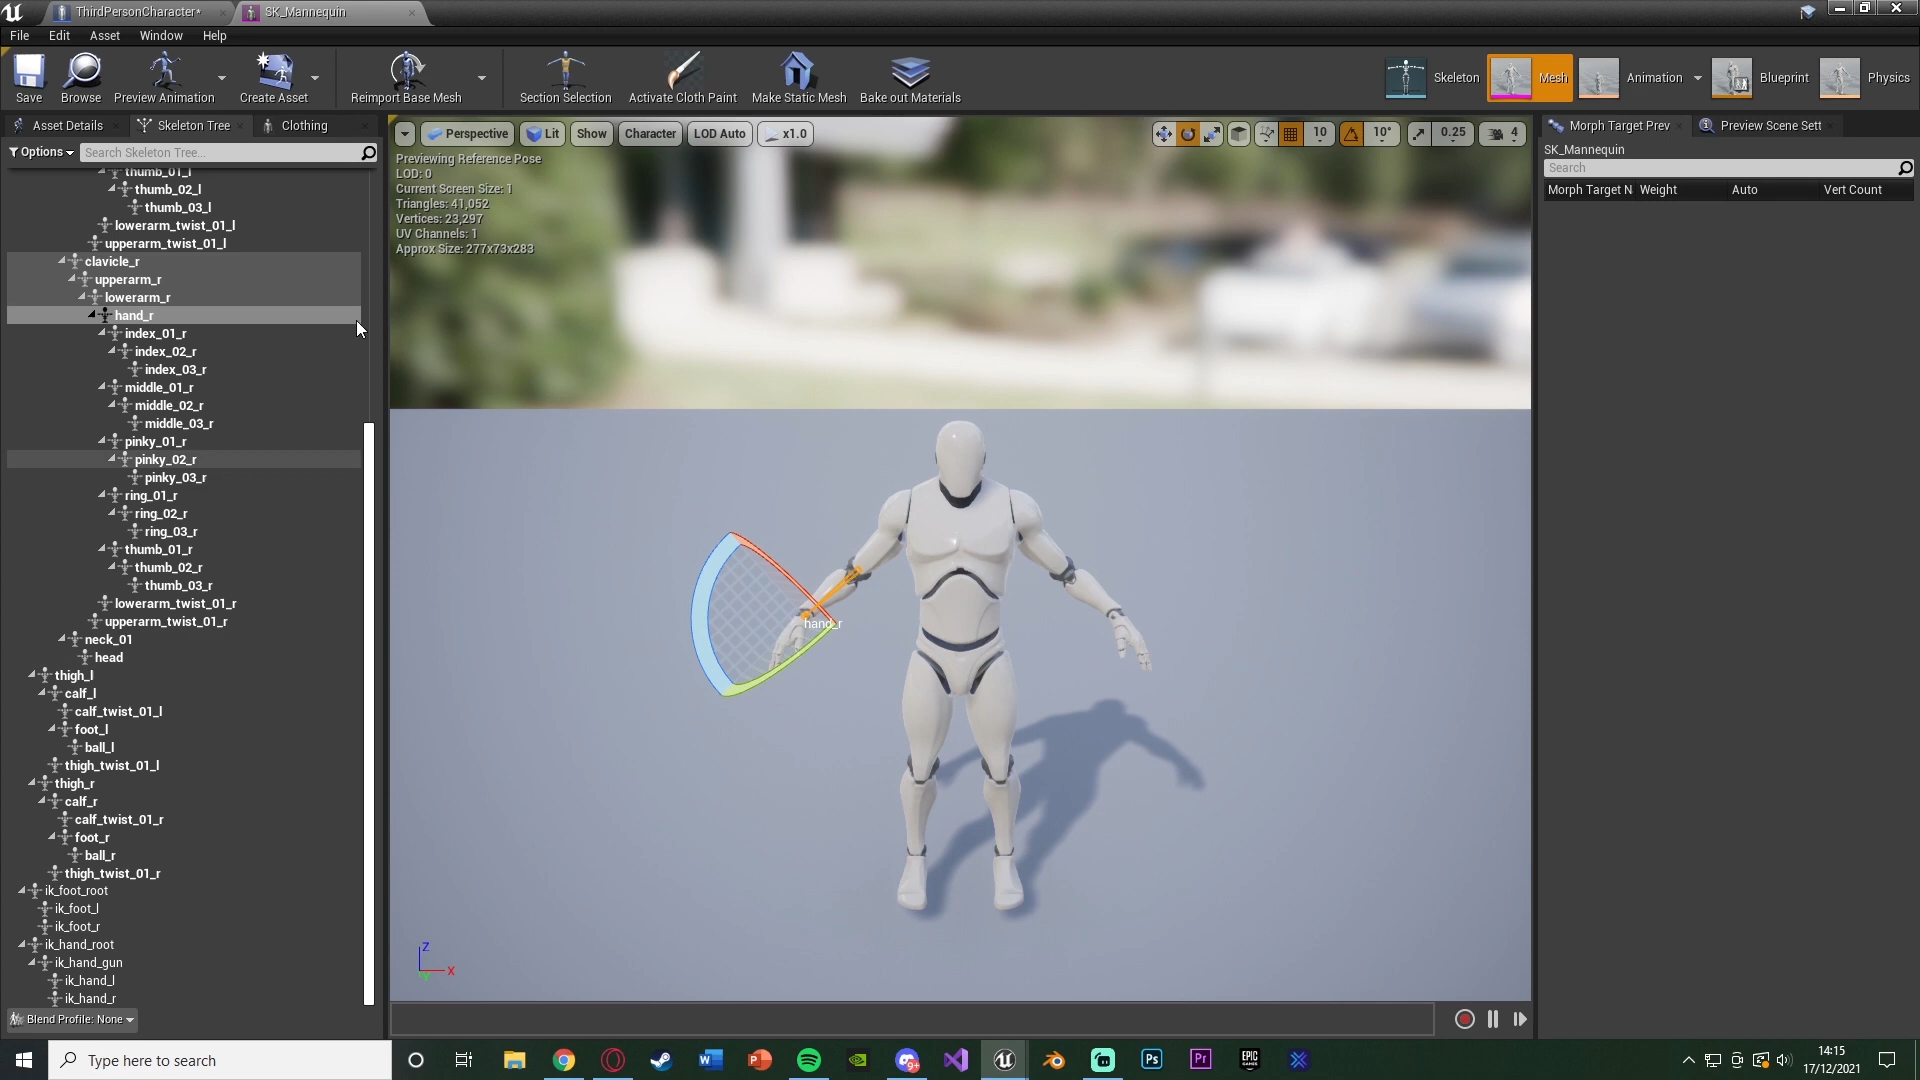 ThirdPersonCharacter*
SK_Mannequin
File Edit Asset Window Help
Save
Browse
Preview Animation
Create Asset
Reimport Base Mesh
Section Selection
Activate Cloth Paint
Make Static Mesh
Bake out Materials
Skeleton
Mesh
Animation
Blueprint
Physics
Asset Details
Skeleton Tree
Clothing
Options
Search Skeleton Tree...
thumb_01_l
thumb_02_l
thumb_03_l
lowerarm_twist_01_l
upperarm_twist_01_l
clavicle_r
upperarm_r
lowerarm_r
hand_r
index_01_r
index_02_r
index_03_r
middle_01_r
middle_02_r
middle_03_r
pinky_01_r
pinky_02_r
pinky_03_r
ring_01_r
ring_02_r
ring_03_r
thumb_01_r
thumb_02_r
thumb_03_r
lowerarm_twist_01_r
upperarm_twist_01_r
neck_01
head
thigh_l
calf_l
calf_twist_01_l
foot_l
ball_l
thigh_twist_01_l
thigh_r
calf_r
calf_twist_01_r
foot_r
ball_r
thigh_twist_01_r
ik_foot_root
ik_foot_l
ik_foot_r
ik_hand_root
ik_hand_gun
ik_hand_l
ik_hand_r
Blend Profile: None
Perspective Lit Show Character LOD Auto x1.0
10 10° 0.25 4
Previewing Reference Pose
LOD: 0
Current Screen Size: 1
Triangles: 41,052
Vertices: 23,297
UV Channels: 1
Approx Size: 277x73x283
hand_r
Z
X
Y
Morph Target Prev
Preview Scene Sett
SK_Mannequin
Search
Morph Target N Weight Auto Vert Count
Type here to search
W
P
9+
Ps
Pr
EPIC
GAMES
14:15
17/12/2021